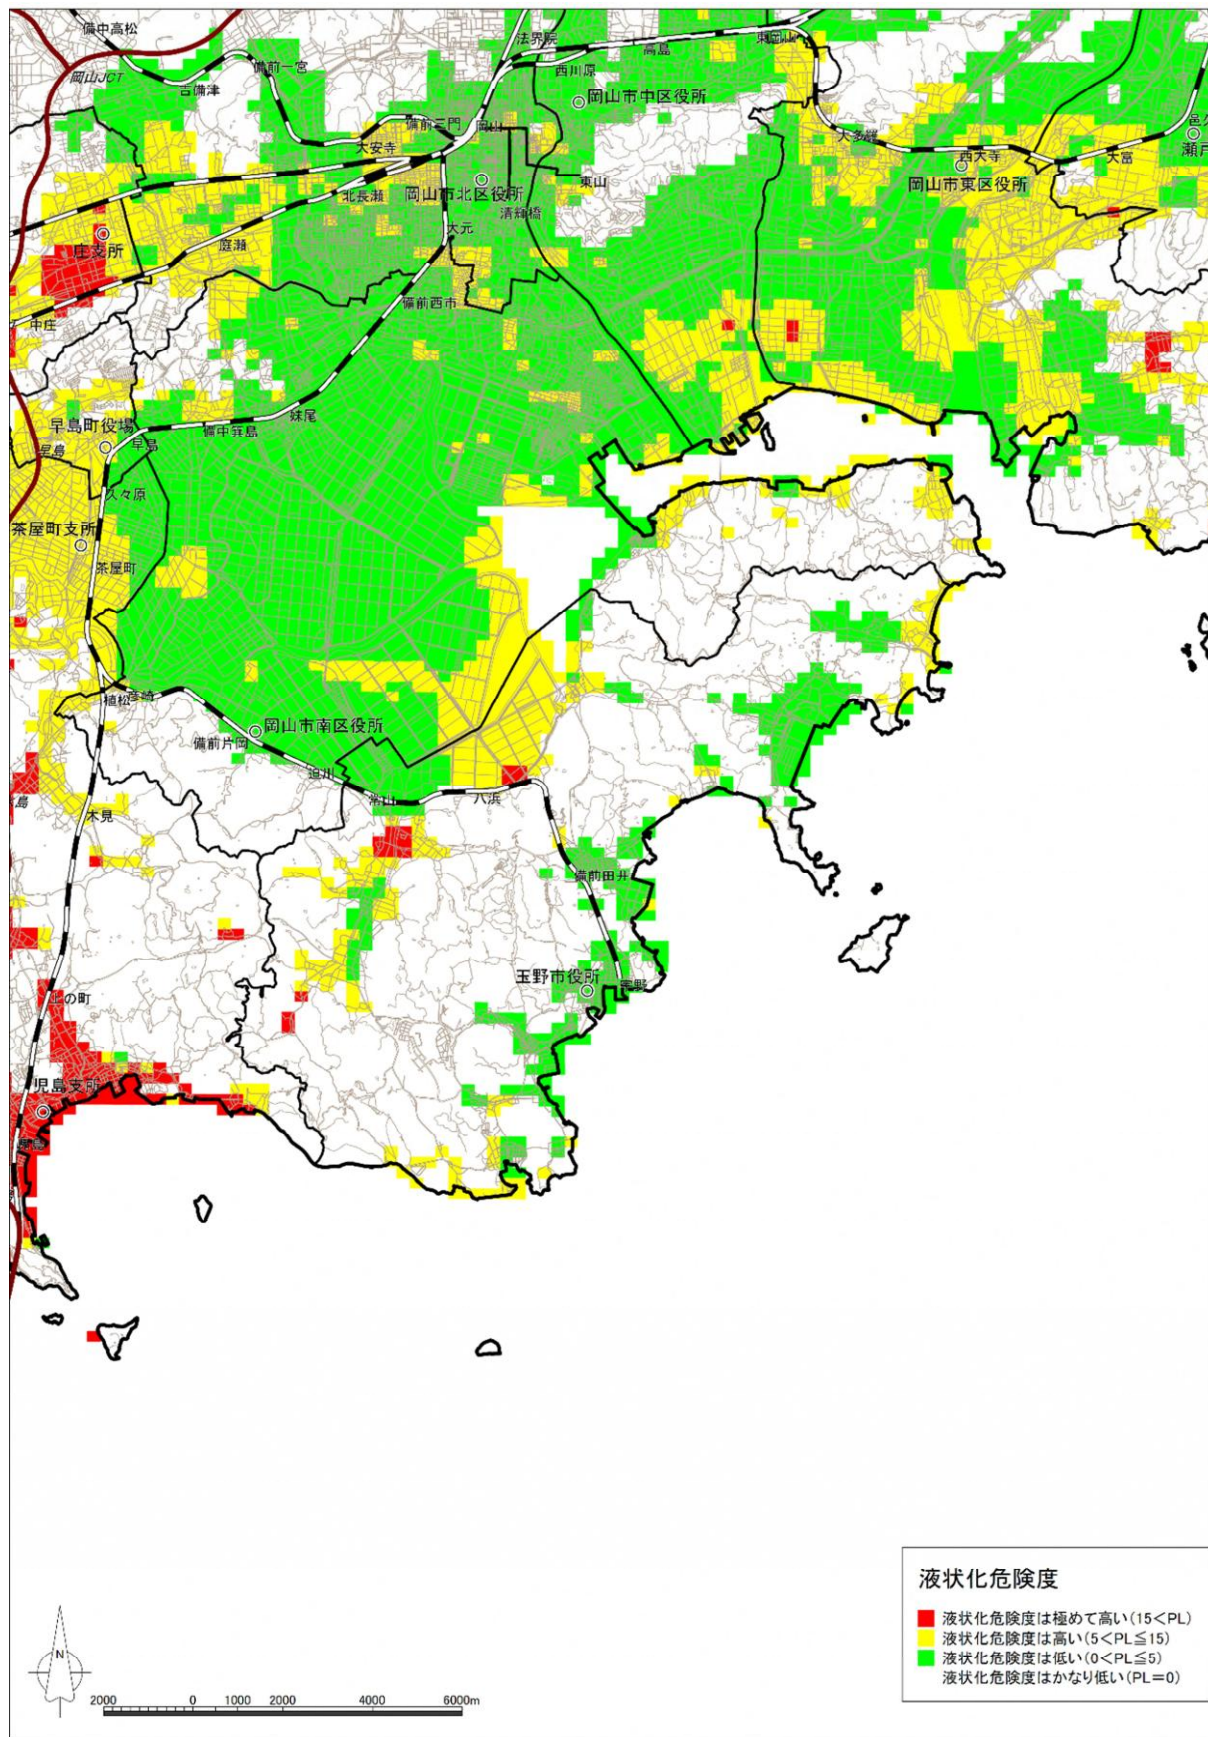 備中高松
法界院
東岡山
高島
備前一宮
西川原
岡山JCT
吉備津
岡山市中区役所
備前三門
岡山
邑久
大安寺
大多羅
瀬戸
西大寺
大富
岡山市東区役所
東山
北長瀬
岡山市北区役所
清輝橋
大元
庄支所
庭瀬
備前西市
中庄
妹尾
早島町役場
備中箕島
早島
早島
久々原
茶屋町支所
茶屋町
植松
彦崎
岡山市南区役所
備前片岡
迫川
常山
八浜
島
木見
備前田井
玉野市役所
宇野
上の町
児島支所
児島
液状化危険度
液状化危険度は極めて高い(15<PL)
液状化危険度は高い(5<PL≦15)
液状化危険度は低い(0<PL≦5)
液状化危険度はかなり低い(PL=0)
N
2000 0 1000 2000 4000 6000m